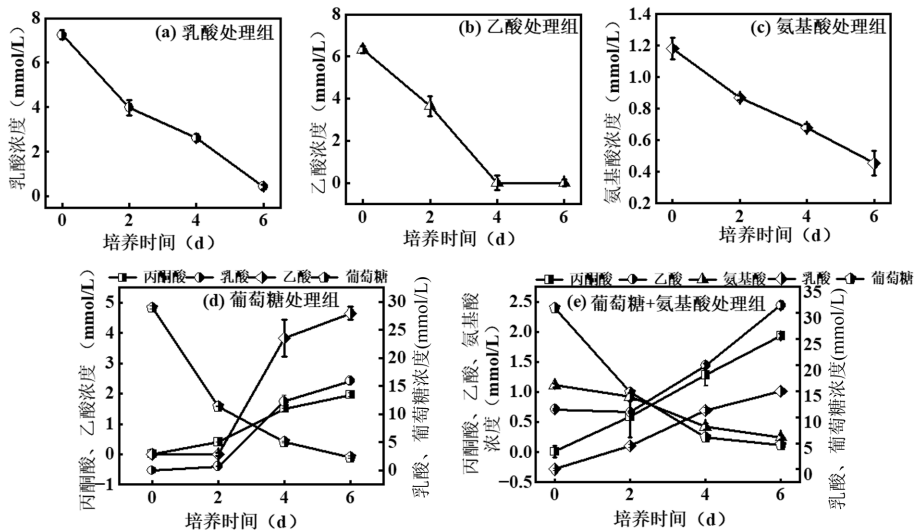 (a) 乳酸处理组
乳酸浓度（mmol/L）
8
6
4
2
0
0 2 4 6
培养时间（d）
(b) 乙酸处理组
乙酸浓度（mmol/L）
8
6
4
2
0
0 2 4 6
培养时间（d）
(c) 氨基酸处理组
氨基酸浓度（mmol/L）
1.4
1.2
1.0
0.8
0.6
0.4
0.2
0 2 4 6
培养时间（d）
丙酮酸 乳酸 乙酸 葡萄糖
(d) 葡萄糖处理组
丙酮酸、乙酸浓度（mmol/L）
5
4
3
2
1
0
−1
30
25
20
15
10
5
0
乳酸、葡萄糖浓度(mmol/L)
0 2 4 6
培养时间（d）
丙酮酸 乙酸 氨基酸 乳酸 葡萄糖
(e) 葡萄糖+氨基酸处理组
丙酮酸、乙酸、氨基酸
浓度（mmol/L）
2.5
2.0
1.5
1.0
0.5
0.0
−0.5
35
30
25
20
15
10
5
0
乳酸、葡萄糖浓度(mmol/L)
0 2 4 6
培养时间（d）